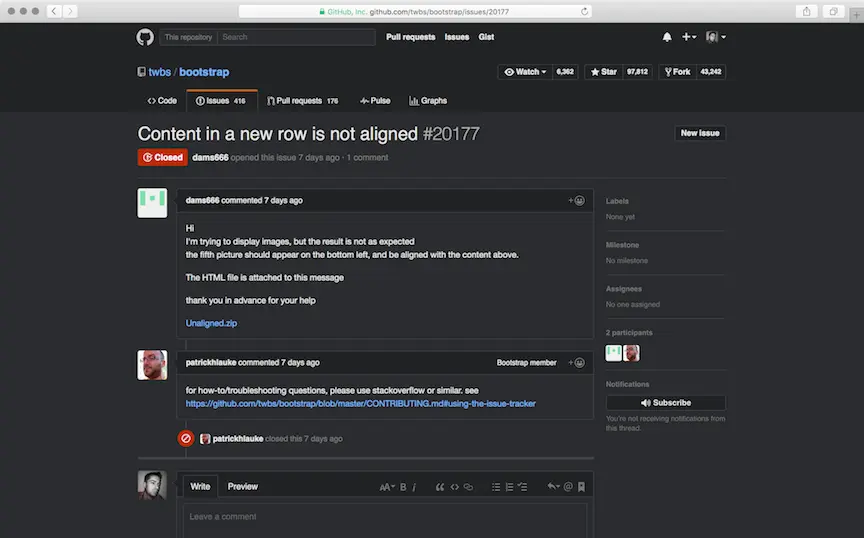 GitHub, Inc. github.com/twbs/bootstrap/issues/20177
This repository Search Pull requests Issues Gist
twbs / bootstrap Watch 6,362 Star 97,812 Fork 43,242
Code Issues 416 Pull requests 176 Pulse Graphs
Content in a new row is not aligned #20177 New issue
Closed dams666 opened this issue 7 days ago · 1 comment
dams666 commented 7 days ago
Hi
I'm trying to display images, but the result is not as expected
the fifth picture should appear on the bottom left, and be aligned with the content above.
The HTML file is attached to this message
thank you in advance for your help
Unaligned.zip
Labels
None yet
Milestone
No milestone
Assignees
No one assigned
2 participants
Notifications
Subscribe
You're not receiving notifications from
this thread.
patrickhlauke commented 7 days ago Bootstrap member
for how-to/troubleshooting questions, please use stackoverflow or similar. see
https://github.com/twbs/bootstrap/blob/master/CONTRIBUTING.md#using-the-issue-tracker
patrickhlauke closed this 7 days ago
Write Preview AA B i
Leave a comment